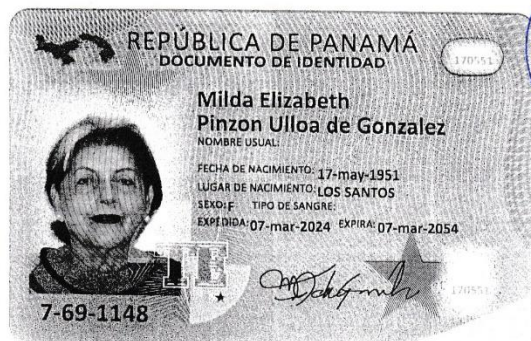 REPÚBLICA DE PANAMÁ
DOCUMENTO DE IDENTIDAD
170551
Milda Elizabeth
Pinzon Ulloa de Gonzalez
NOMBRE USUAL:
FECHA DE NACIMIENTO: 17-may-1951
LUGAR DE NACIMIENTO: LOS SANTOS
SEXO: F TIPO DE SANGRE:
EXPEDIDA: 07-mar-2024 EXPIRA: 07-mar-2054
TE
170551
7-69-1148